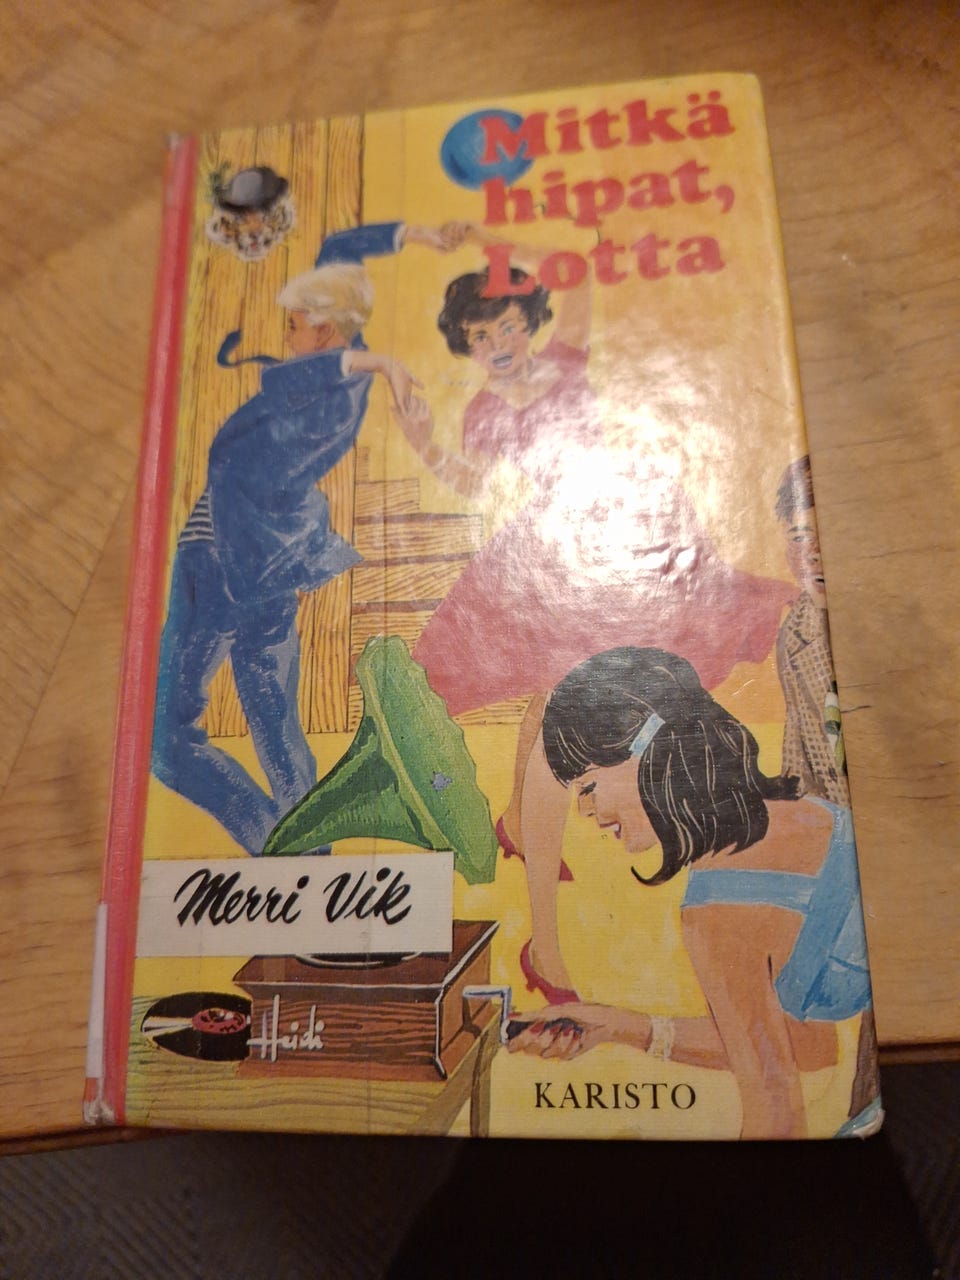 Mitkä
hipat,
Lotta
Merri Vik
Heidi
KARISTO